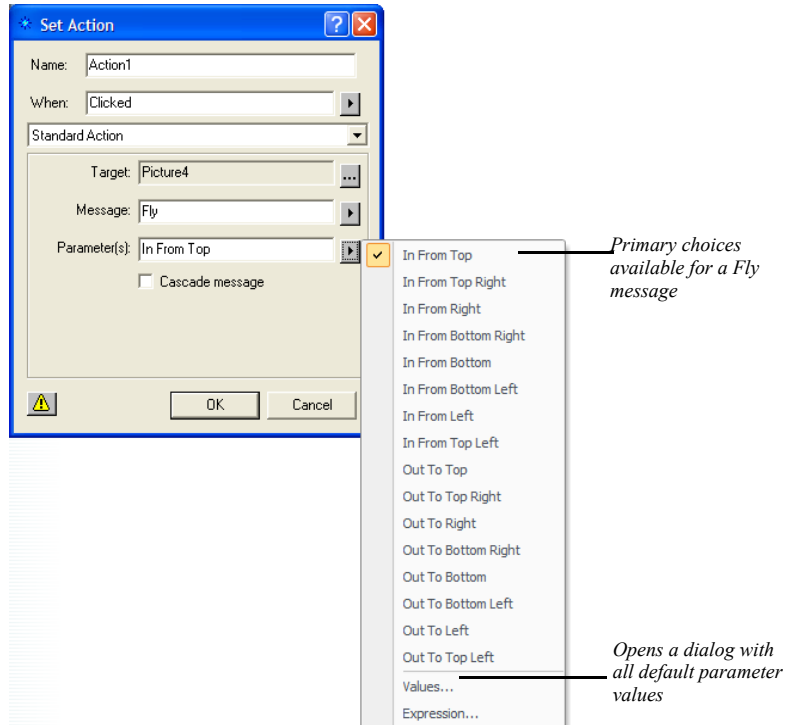 Set Action
Name: Action1
When: Clicked
Standard Action
Target: Picture4
Message: Fly
Parameter(s): In From Top
Cascade message
OK Cancel
In From Top
In From Top Right
In From Right
In From Bottom Right
In From Bottom
In From Bottom Left
In From Left
In From Top Left
Out To Top
Out To Top Right
Out To Right
Out To Bottom Right
Out To Bottom
Out To Bottom Left
Out To Left
Out To Top Left
Values...
Expression...
Primary choices
available for a Fly
message
Opens a dialog with
all default parameter
values